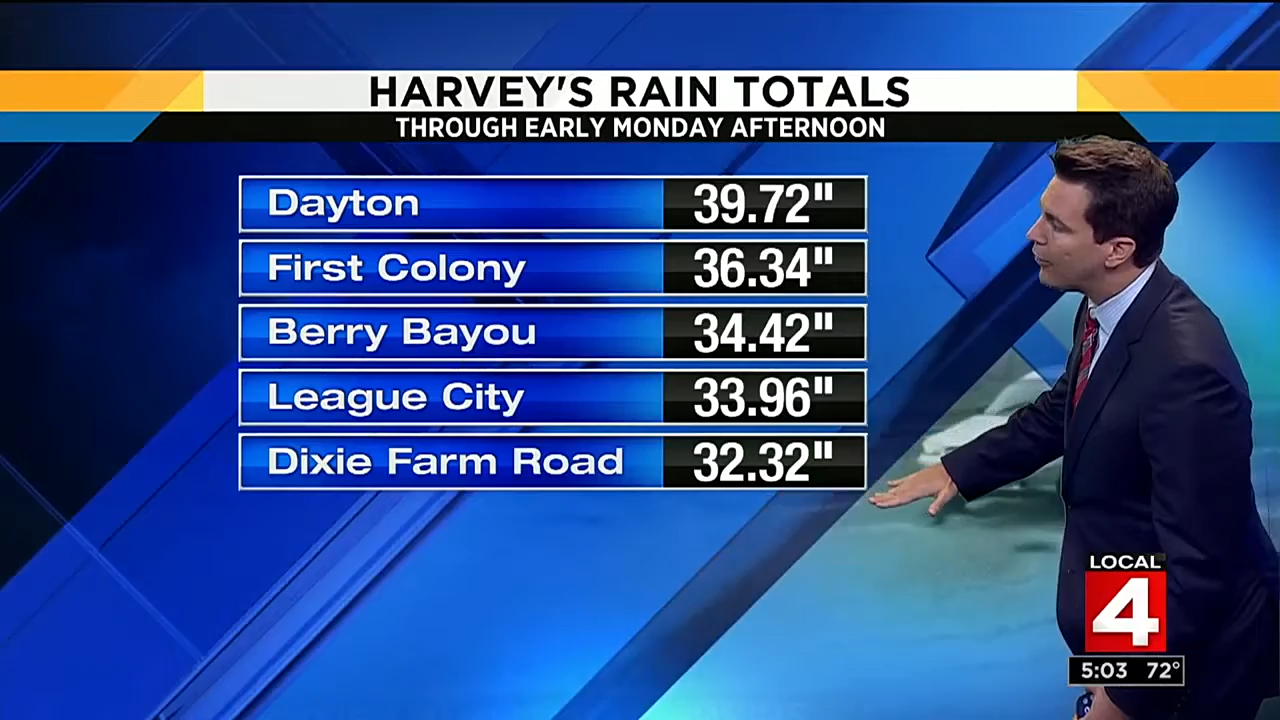 HARVEY'S RAIN TOTALS
THROUGH EARLY MONDAY AFTERNOON
Dayton 39.72"
First Colony 36.34"
Berry Bayou 34.42"
League City 33.96"
Dixie Farm Road 32.32"
LOCAL
4
5:03 72°